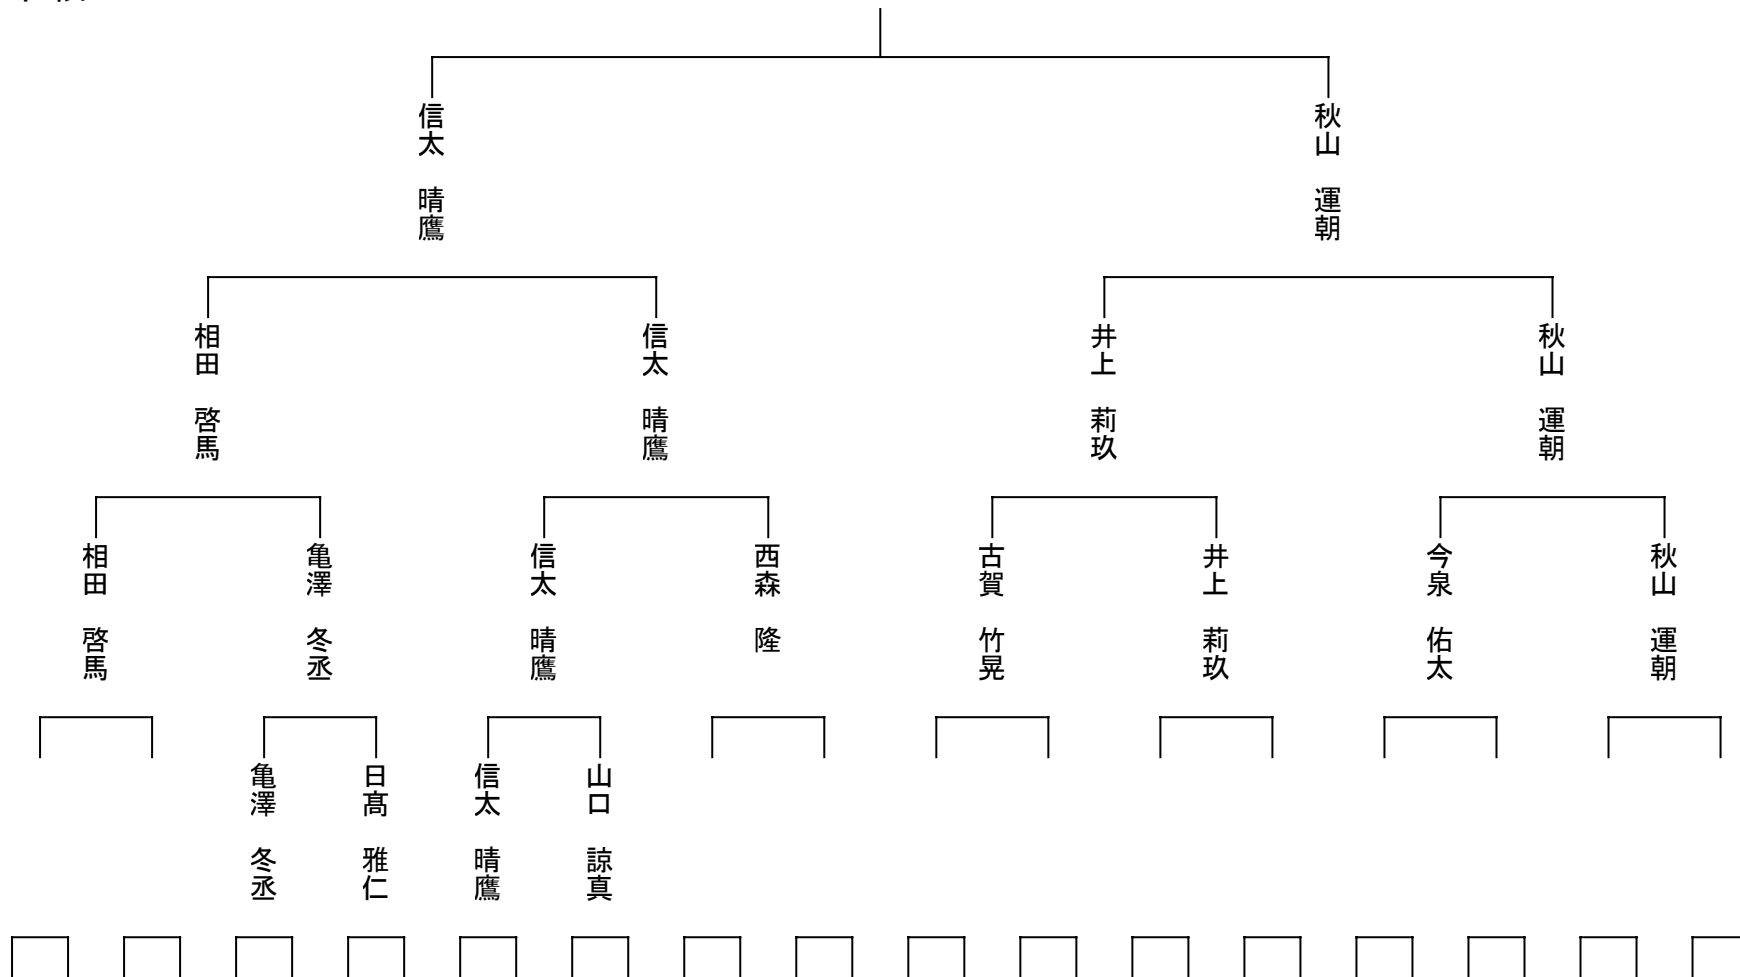 信太 晴鷹
秋山 運朝
相田 啓馬
信太 晴鷹
井上 莉玖
秋山 運朝
相田 啓馬
亀澤 冬丞
信太 晴鷹
西森 隆
古賀 竹晃
井上 莉玖
今泉 佑太
秋山 運朝
亀澤 冬丞
日髙 雅仁
信太 晴鷹
山口 諒真